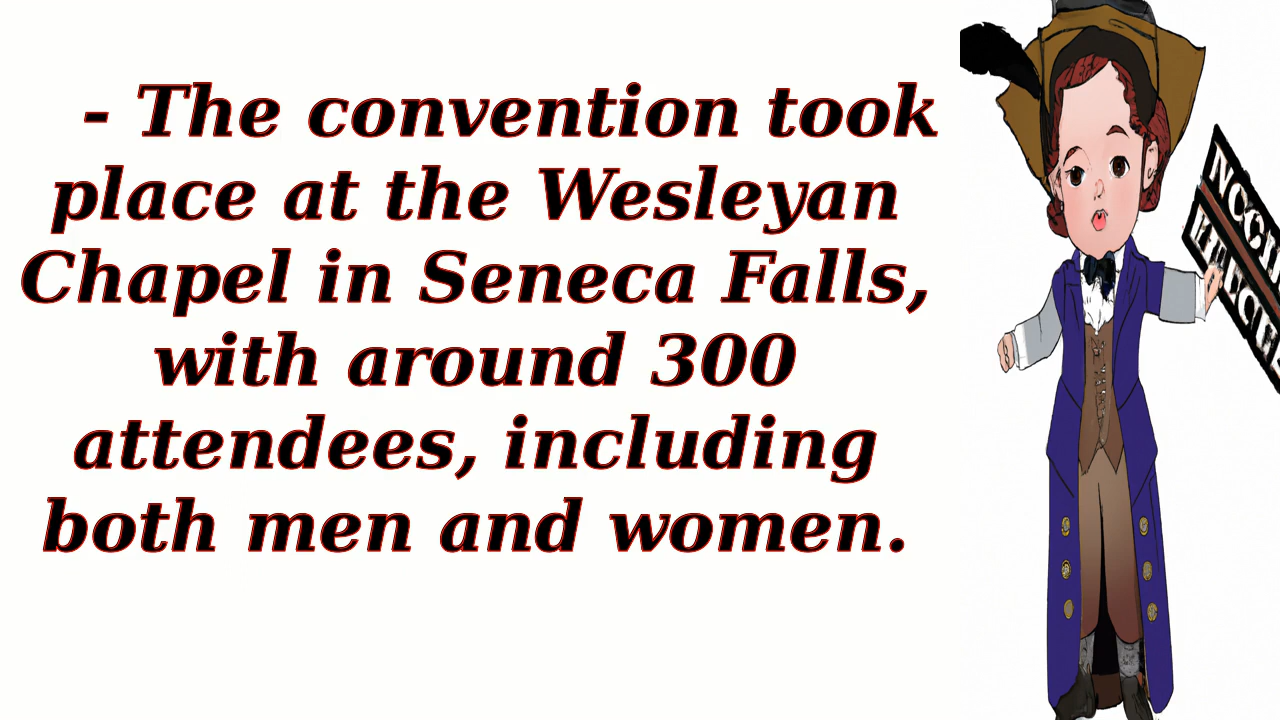 - The convention took
place at the Wesleyan
Chapel in Seneca Falls,
with around 300
attendees, including
both men and women.